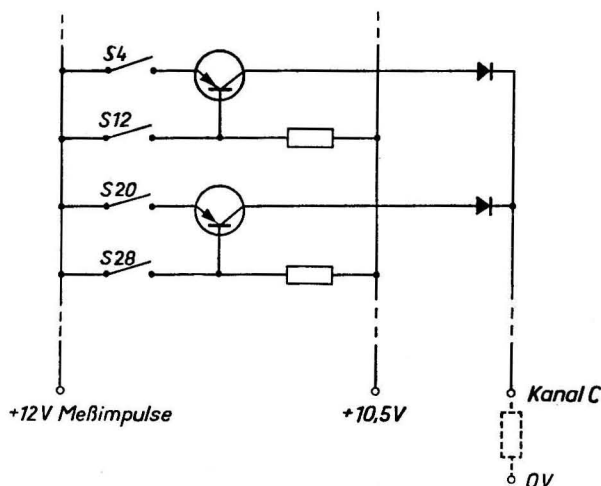 S4
S12
S20
S28
+12V Meßimpulse
+10,5V
Kanal C
0V